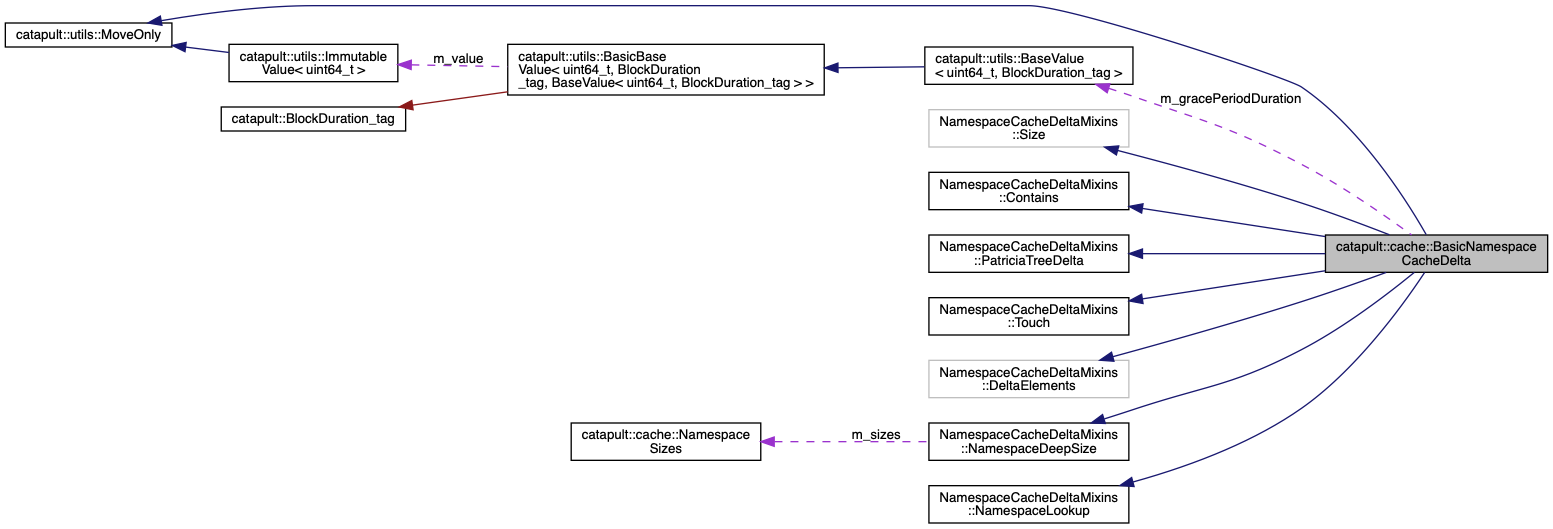 catapult::utils::MoveOnly
catapult::utils::Immutable
Value< uint64_t >
m_value
catapult::utils::BasicBase
Value< uint64_t, BlockDuration
_tag, BaseValue< uint64_t, BlockDuration_tag > >
catapult::utils::BaseValue
< uint64_t, BlockDuration_tag >
catapult::BlockDuration_tag
m_gracePeriodDuration
NamespaceCacheDeltaMixins
::Size
NamespaceCacheDeltaMixins
::Contains
NamespaceCacheDeltaMixins
::PatriciaTreeDelta
catapult::cache::BasicNamespace
CacheDelta
NamespaceCacheDeltaMixins
::Touch
NamespaceCacheDeltaMixins
::DeltaElements
catapult::cache::Namespace
Sizes
m_sizes
NamespaceCacheDeltaMixins
::NamespaceDeepSize
NamespaceCacheDeltaMixins
::NamespaceLookup